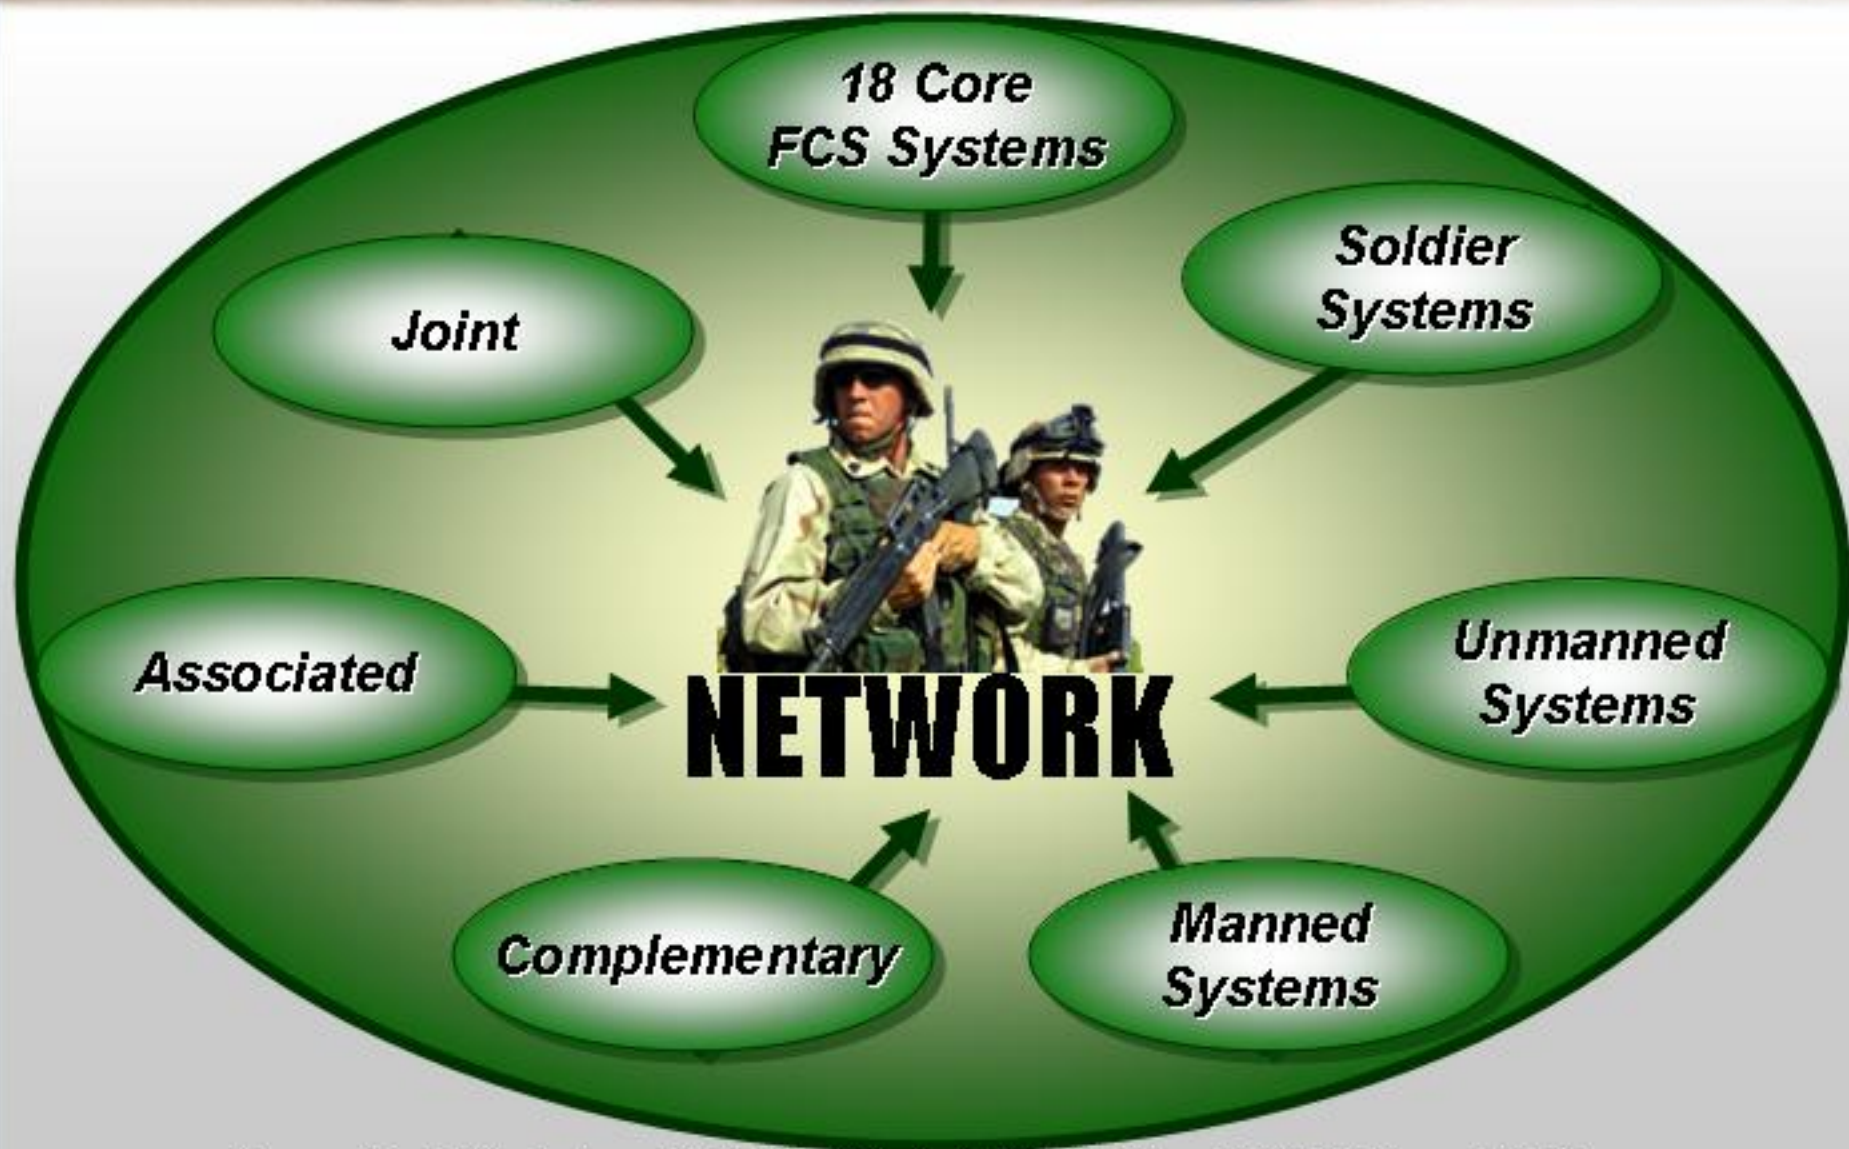 18 Core
FCS Systems
Soldier
Systems
Joint
Unmanned
Systems
Associated
NETWORK
Manned
Systems
Complementary